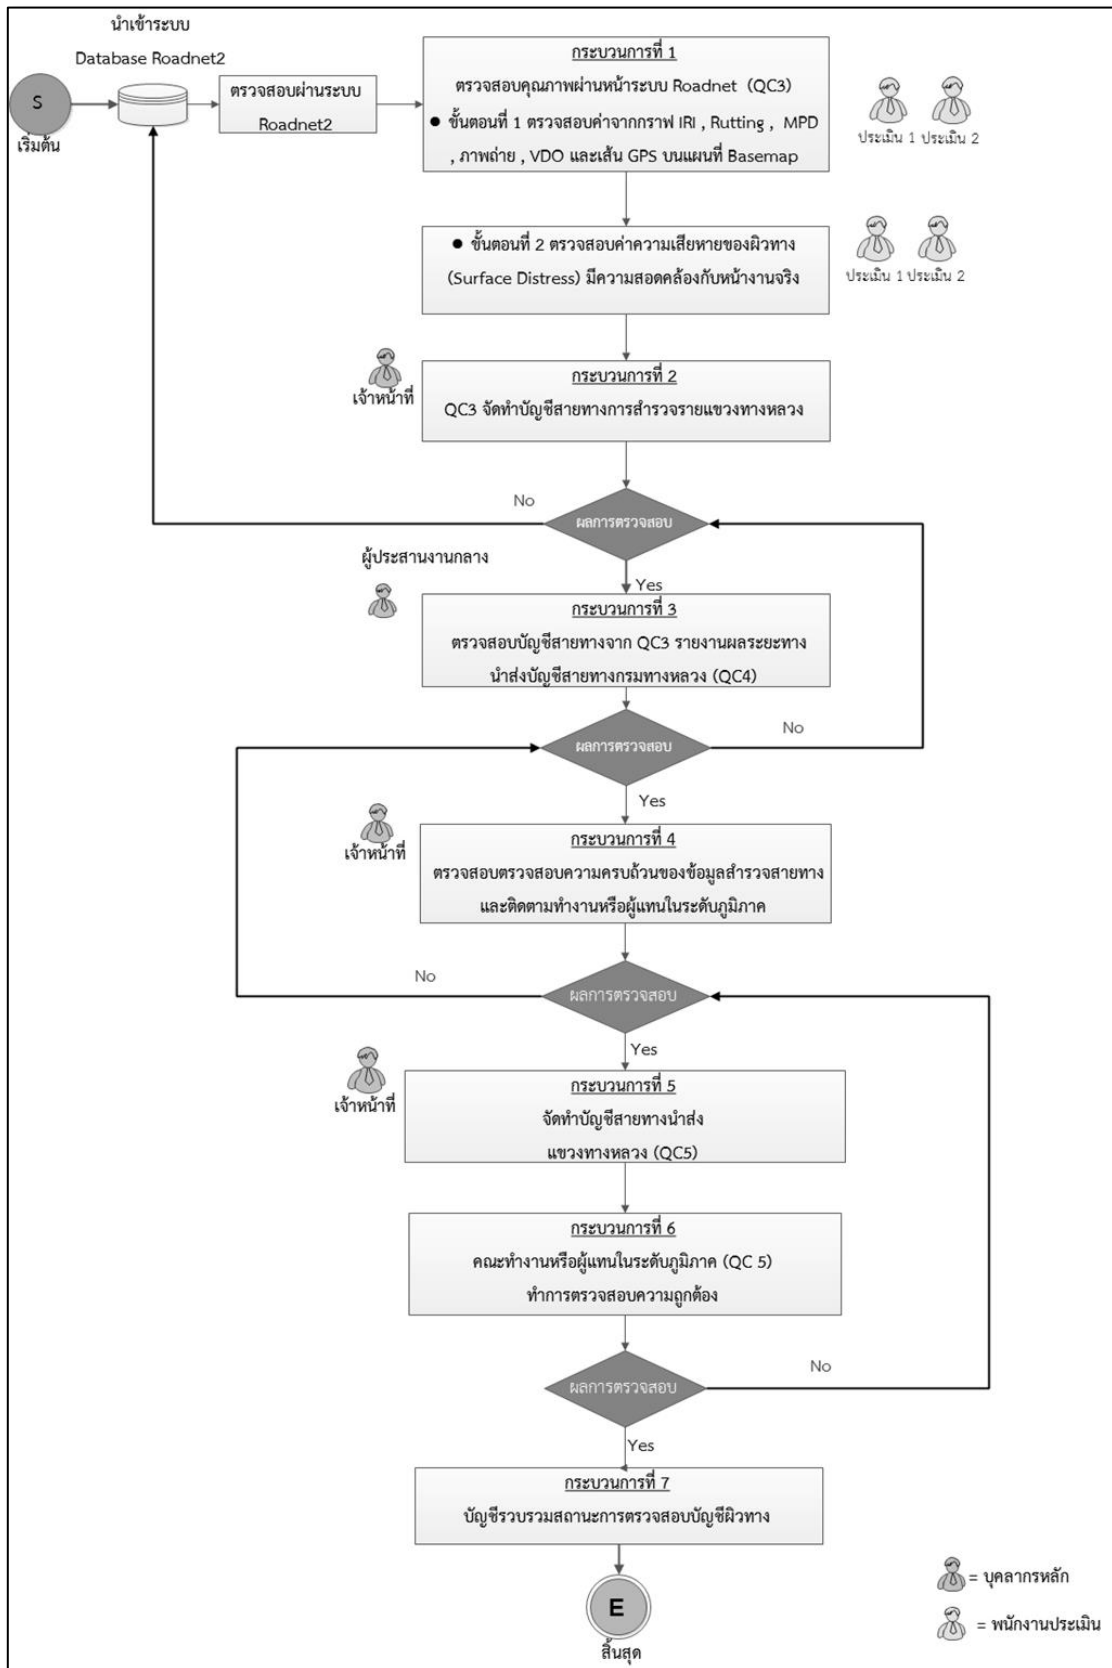 นำเข้าระบบ
Database Roadnet2
S
เริ่มต้น
ตรวจสอบผ่านระบบ
Roadnet2
กระบวนการที่ 1
ตรวจสอบคุณภาพผ่านหน้าระบบ Roadnet (QC3)
● ขั้นตอนที่ 1 ตรวจสอบค่าจากกราฟ IRI , Rutting , MPD
, ภาพถ่าย , VDO และเส้น GPS บนแผนที่ Basemap
ประเมิน 1 ประเมิน 2
● ขั้นตอนที่ 2 ตรวจสอบค่าความเสียหายของผิวทาง
(Surface Distress) มีความสอดคล้องกับหน้างานจริง
ประเมิน 1 ประเมิน 2
เจ้าหน้าที่
กระบวนการที่ 2
QC3 จัดทำบัญชีสายทางการสำรวจรายแขวงทางหลวง
No
ผลการตรวจสอบ
Yes
ผู้ประสานงานกลาง
กระบวนการที่ 3
ตรวจสอบบัญชีสายทางจาก QC3 รายงานผลระยะทาง
นำส่งบัญชีสายทางกรมทางหลวง (QC4)
ผลการตรวจสอบ
No
Yes
เจ้าหน้าที่
กระบวนการที่ 4
ตรวจสอบตรวจสอบความครบถ้วนของข้อมูลสำรวจสายทาง
และติดตามทำงานหรือผู้แทนในระดับภูมิภาค
No
ผลการตรวจสอบ
Yes
เจ้าหน้าที่
กระบวนการที่ 5
จัดทำบัญชีสายทางนำส่ง
แขวงทางหลวง (QC5)
กระบวนการที่ 6
คณะทำงานหรือผู้แทนในระดับภูมิภาค (QC 5)
ทำการตรวจสอบความถูกต้อง
ผลการตรวจสอบ
No
Yes
กระบวนการที่ 7
บัญชีรวบรวมสถานะการตรวจสอบบัญชีผิวทาง
E
สิ้นสุด
= บุคลากรหลัก
= พนักงานประเมิน